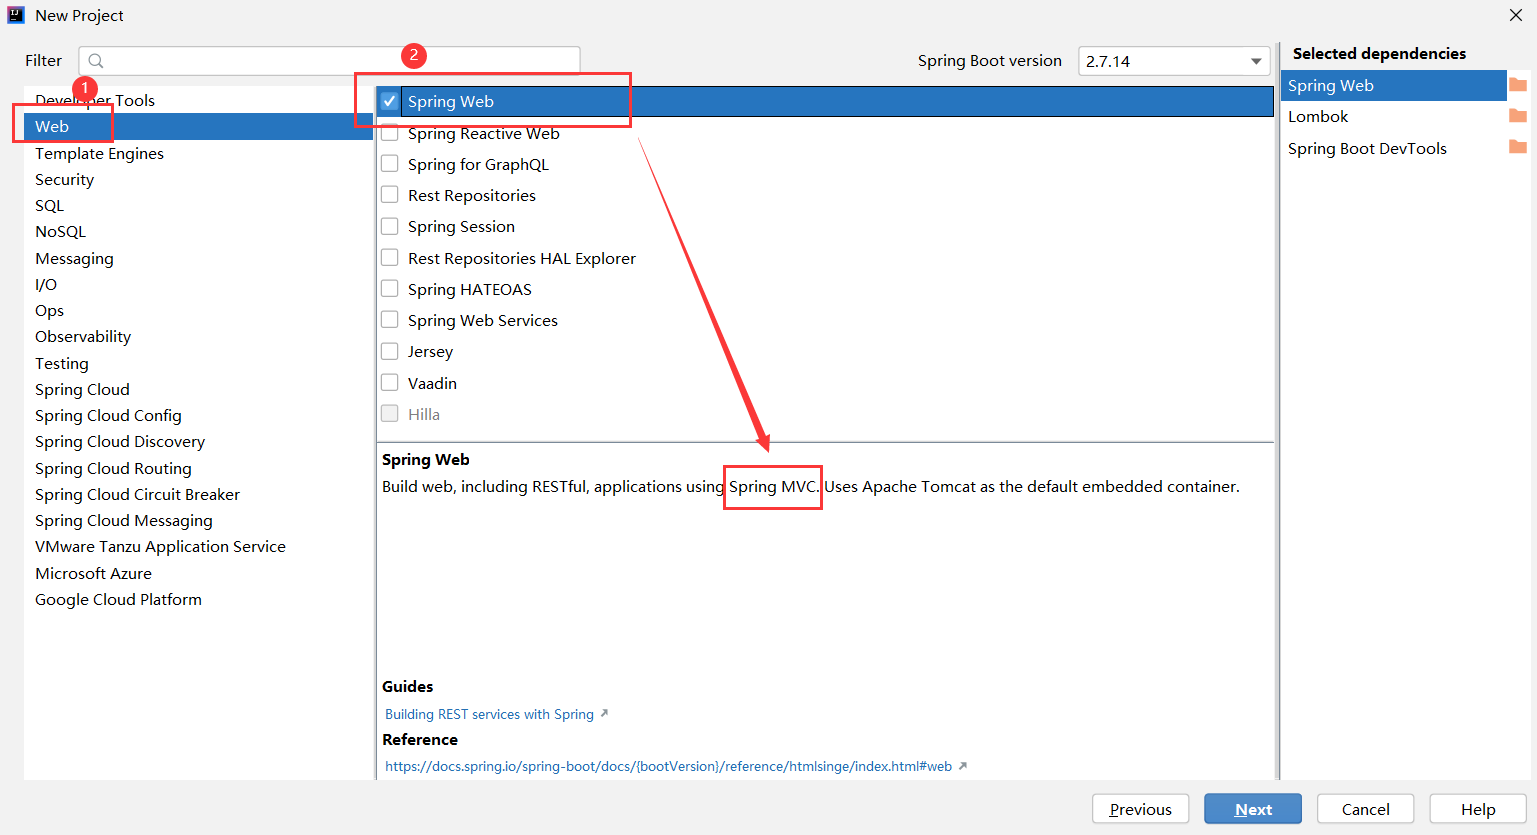 New Project
Filter
Spring Boot version 2.7.14
1
2
Developer Tools
Web
Template Engines
Security
SQL
NoSQL
Messaging
I/O
Ops
Observability
Testing
Spring Cloud
Spring Cloud Config
Spring Cloud Discovery
Spring Cloud Routing
Spring Cloud Circuit Breaker
Spring Cloud Messaging
VMware Tanzu Application Service
Microsoft Azure
Google Cloud Platform
Spring Web
Spring Reactive Web
Spring for GraphQL
Rest Repositories
Spring Session
Rest Repositories HAL Explorer
Spring HATEOAS
Spring Web Services
Jersey
Vaadin
Hilla
Spring Web
Build web, including RESTful, applications using Spring MVC. Uses Apache Tomcat as the default embedded container.
Guides
Building REST services with Spring
Reference
https://docs.spring.io/spring-boot/docs/{bootVersion}/reference/htmlsinge/index.html#web
Selected dependencies
Spring Web
Lombok
Spring Boot DevTools
Previous
Next
Cancel
Help